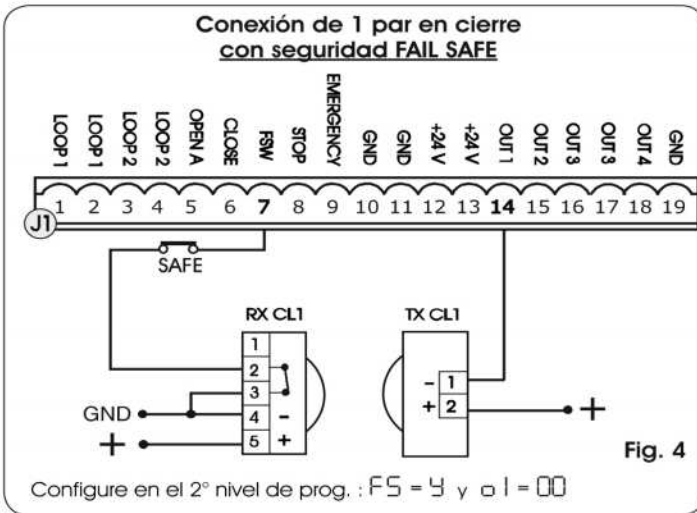 Conexión de 1 par en cierre
con seguridad FAIL SAFE
LOOP 1 LOOP 1 LOOP 2 LOOP 2 OPEN A CLOSE FSW STOP EMERGENCY GND GND +24 V +24 V OUT 1 OUT 2 OUT 3 OUT 3 OUT 4 GND
1 2 3 4 5 6 7 8 9 10 11 12 13 14 15 16 17 18 19
J1
SAFE
RX CL1
1
2
3
GND 4 -
+ 5 +
TX CL1
- 1
+ 2 +
Fig. 4
Configure en el 2° nivel de prog. : FS = Y y o1 = 00